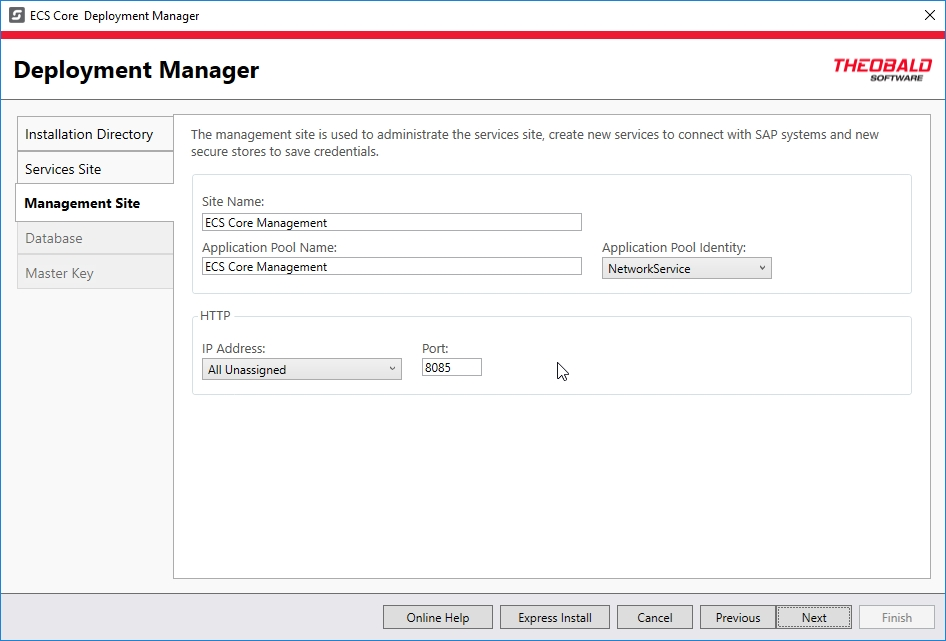 ECS Core  Deployment Manager
Deployment Manager
THEOBALD
SOFTWARE
Installation Directory
Services Site
Management Site
Database
Master Key
The management site is used to administrate the services site, create new services to connect with SAP systems and new
secure stores to save credentials.
Site Name:
ECS Core Management
Application Pool Name:
Application Pool Identity:
ECS Core Management
NetworkService
HTTP
IP Address:
Port:
All Unassigned
8085
Online Help
Express Install
Cancel
Previous
Next
Finish